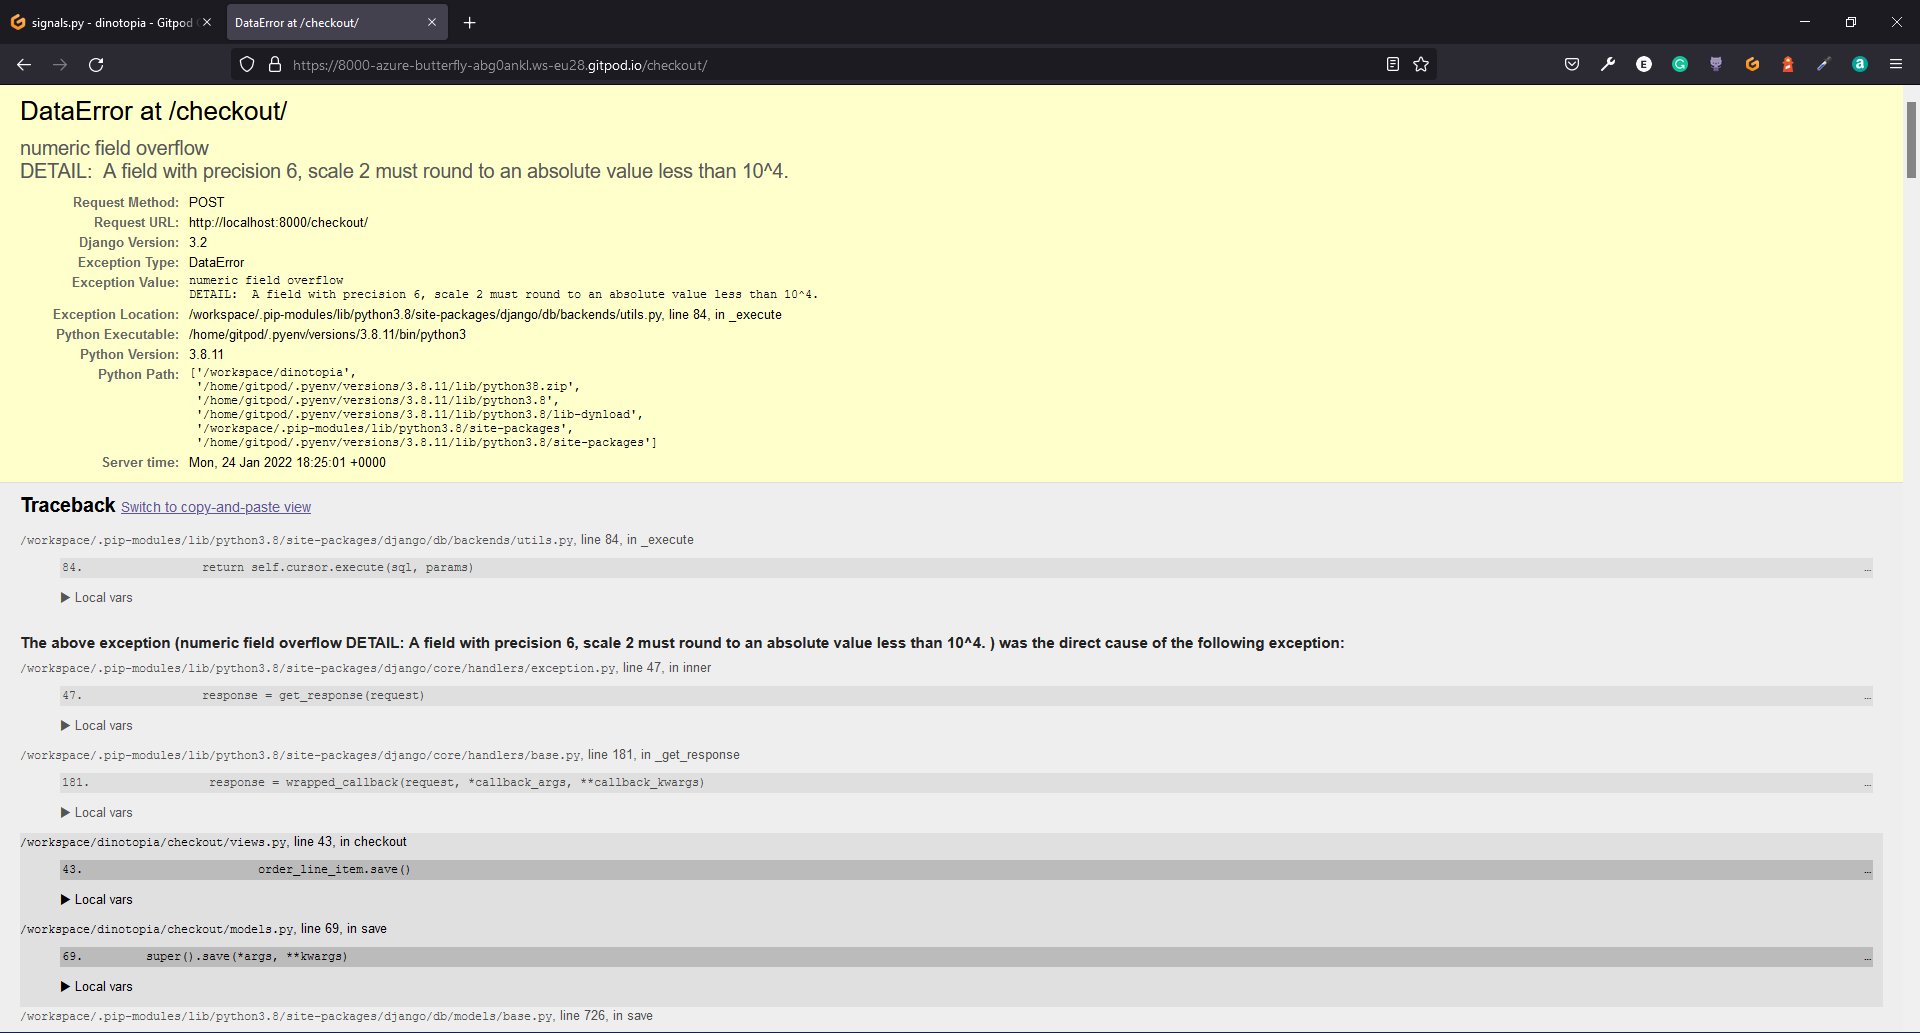 signals.py - dinotopia - Gitpod
DataError at /checkout/
https://8000-azure-butterfly-abg0ankl.ws-eu28.gitpod.io/checkout/
DataError at /checkout/
numeric field overflow
DETAIL:  A field with precision 6, scale 2 must round to an absolute value less than 10^4.
Request Method: POST
Request URL: http://localhost:8000/checkout/
Django Version: 3.2
Exception Type: DataError
Exception Value: numeric field overflow
DETAIL:  A field with precision 6, scale 2 must round to an absolute value less than 10^4.
Exception Location: /workspace/.pip-modules/lib/python3.8/site-packages/django/db/backends/utils.py, line 84, in _execute
Python Executable: /home/gitpod/.pyenv/versions/3.8.11/bin/python3
Python Version: 3.8.11
Python Path: ['/workspace/dinotopia',
'/home/gitpod/.pyenv/versions/3.8.11/lib/python38.zip',
'/home/gitpod/.pyenv/versions/3.8.11/lib/python3.8',
'/home/gitpod/.pyenv/versions/3.8.11/lib/python3.8/lib-dynload',
'/workspace/.pip-modules/lib/python3.8/site-packages',
'/home/gitpod/.pyenv/versions/3.8.11/lib/python3.8/site-packages']
Server time: Mon, 24 Jan 2022 18:25:01 +0000
Traceback Switch to copy-and-paste view
/workspace/.pip-modules/lib/python3.8/site-packages/django/db/backends/utils.py, line 84, in _execute
84. return self.cursor.execute(sql, params) …
▶ Local vars
The above exception (numeric field overflow DETAIL: A field with precision 6, scale 2 must round to an absolute value less than 10^4. ) was the direct cause of the following exception:
/workspace/.pip-modules/lib/python3.8/site-packages/django/core/handlers/exception.py, line 47, in inner
47. response = get_response(request) …
▶ Local vars
/workspace/.pip-modules/lib/python3.8/site-packages/django/core/handlers/base.py, line 181, in _get_response
181. response = wrapped_callback(request, *callback_args, **callback_kwargs) …
▶ Local vars
/workspace/dinotopia/checkout/views.py, line 43, in checkout
43. order_line_item.save() …
▶ Local vars
/workspace/dinotopia/checkout/models.py, line 69, in save
69. super().save(*args, **kwargs) …
▶ Local vars
/workspace/.pip-modules/lib/python3.8/site-packages/django/db/models/base.py, line 726, in save